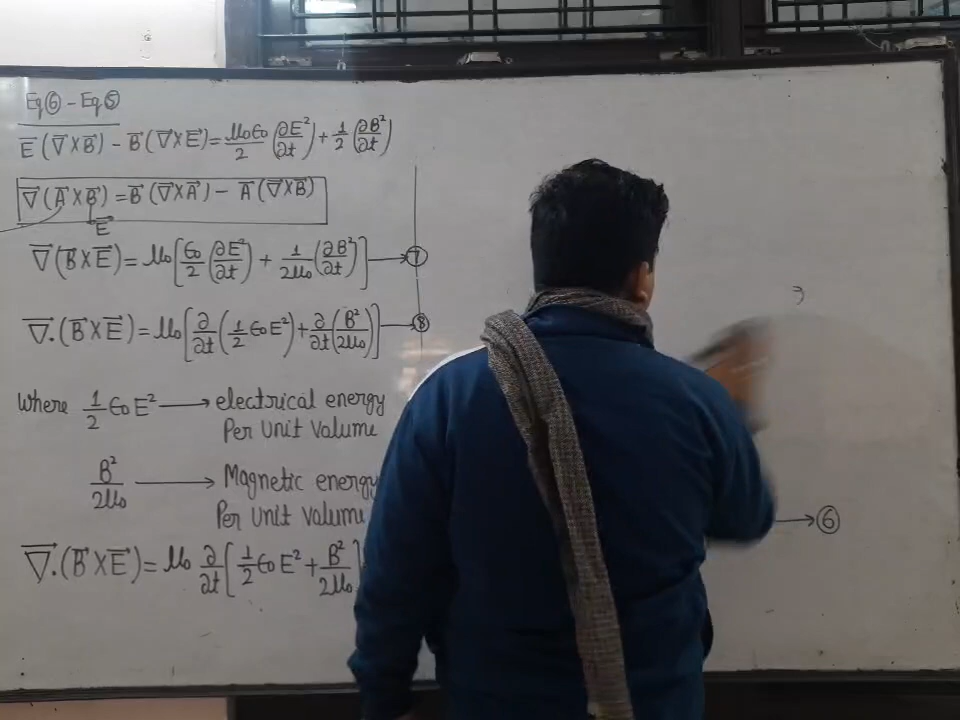 Eq⑥ - Eq⑤
E⃗(∇⃗×B⃗) - B⃗(∇⃗×E⃗) = μ₀ϵ₀/2 (∂E²/∂t) + 1/2 (∂B²/∂t)
∇⃗(A⃗×B⃗) = B⃗(∇⃗×A⃗) - A⃗(∇⃗×B⃗)
E⃗
∇⃗(B⃗×E⃗) = μ₀[ϵ₀/2 (∂E²/∂t) + 1/2μ₀ (∂B²/∂t)] → ⑦
∇⃗.(B⃗×E⃗) = μ₀[∂/∂t (1/2 ϵ₀E²) + ∂/∂t (B²/2μ₀)] → ⑧
Where 1/2 ϵ₀E² → electrical energy
Per Unit Volume
B²/2μ₀ → Magnetic energy
Per Unit Volume
→ ⑥
∇⃗.(B⃗×E⃗) = μ₀ ∂/∂t [1/2 ϵ₀E² + B²/2μ₀]